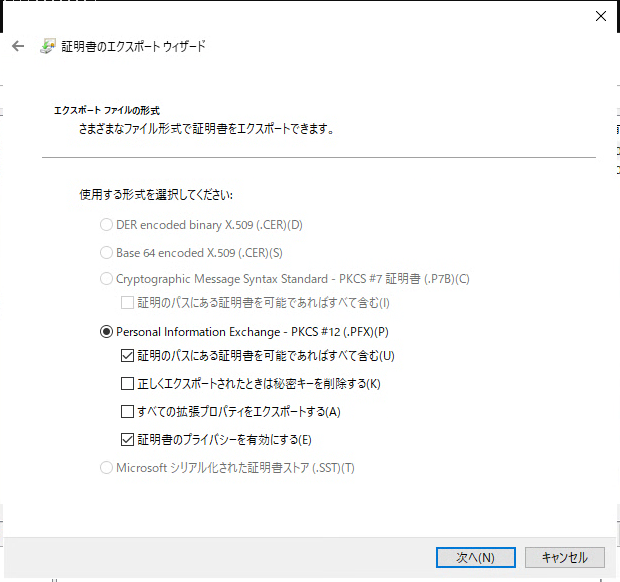 証明書のエクスポート ウィザード
エクスポート ファイルの形式
さまざまなファイル形式で証明書をエクスポートできます。
使用する形式を選択してください:
DER encoded binary X.509 (.CER)(D)
Base 64 encoded X.509 (.CER)(S)
Cryptographic Message Syntax Standard - PKCS #7 証明書 (.P7B)(C)
証明のパスにある証明書を可能であればすべて含む(I)
Personal Information Exchange - PKCS #12 (.PFX)(P)
証明のパスにある証明書を可能であればすべて含む(U)
正しくエクスポートされたときは秘密キーを削除する(K)
すべての拡張プロパティをエクスポートする(A)
証明書のプライバシーを有効にする(E)
Microsoft シリアル化された証明書ストア (.SST)(T)
次へ(N)
キャンセル